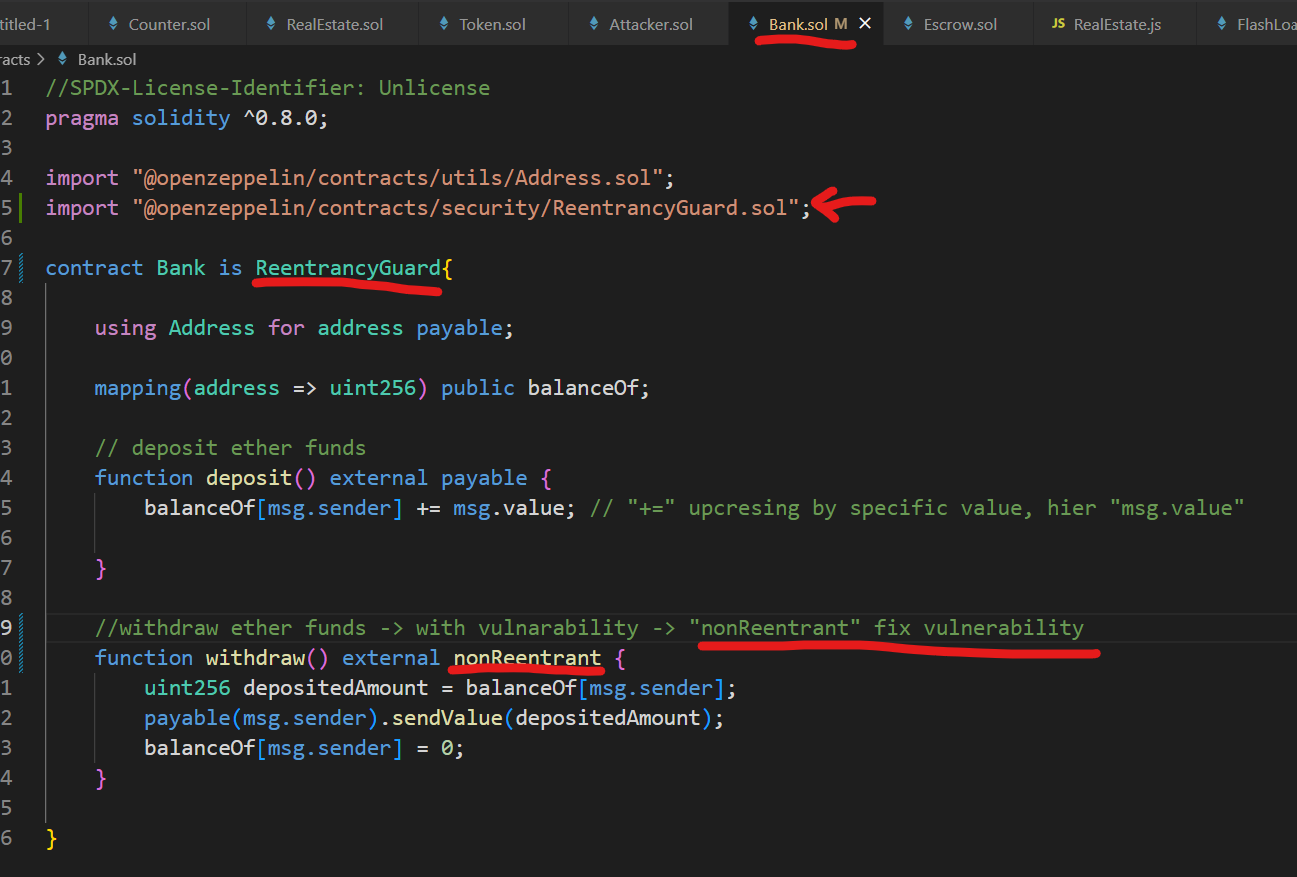 titled-1 Counter.sol RealEstate.sol Token.sol Attacker.sol Bank.sol M Escrow.sol JS RealEstate.js FlashLoa
racts > Bank.sol
1 //SPDX-License-Identifier: Unlicense
2 pragma solidity ^0.8.0;
3
4 import "@openzeppelin/contracts/utils/Address.sol";
5 import "@openzeppelin/contracts/security/ReentrancyGuard.sol";
6
7 contract Bank is ReentrancyGuard{
8
9 using Address for address payable;
0
1 mapping(address => uint256) public balanceOf;
2
3 // deposit ether funds
4 function deposit() external payable {
5 balanceOf[msg.sender] += msg.value; // "+=" upcresing by specific value, hier "msg.value"
6
7 }
8
9 //withdraw ether funds -> with vulnarability -> "nonReentrant" fix vulnerability
0 function withdraw() external nonReentrant {
1 uint256 depositedAmount = balanceOf[msg.sender];
2 payable(msg.sender).sendValue(depositedAmount);
3 balanceOf[msg.sender] = 0;
4 }
5
6 }